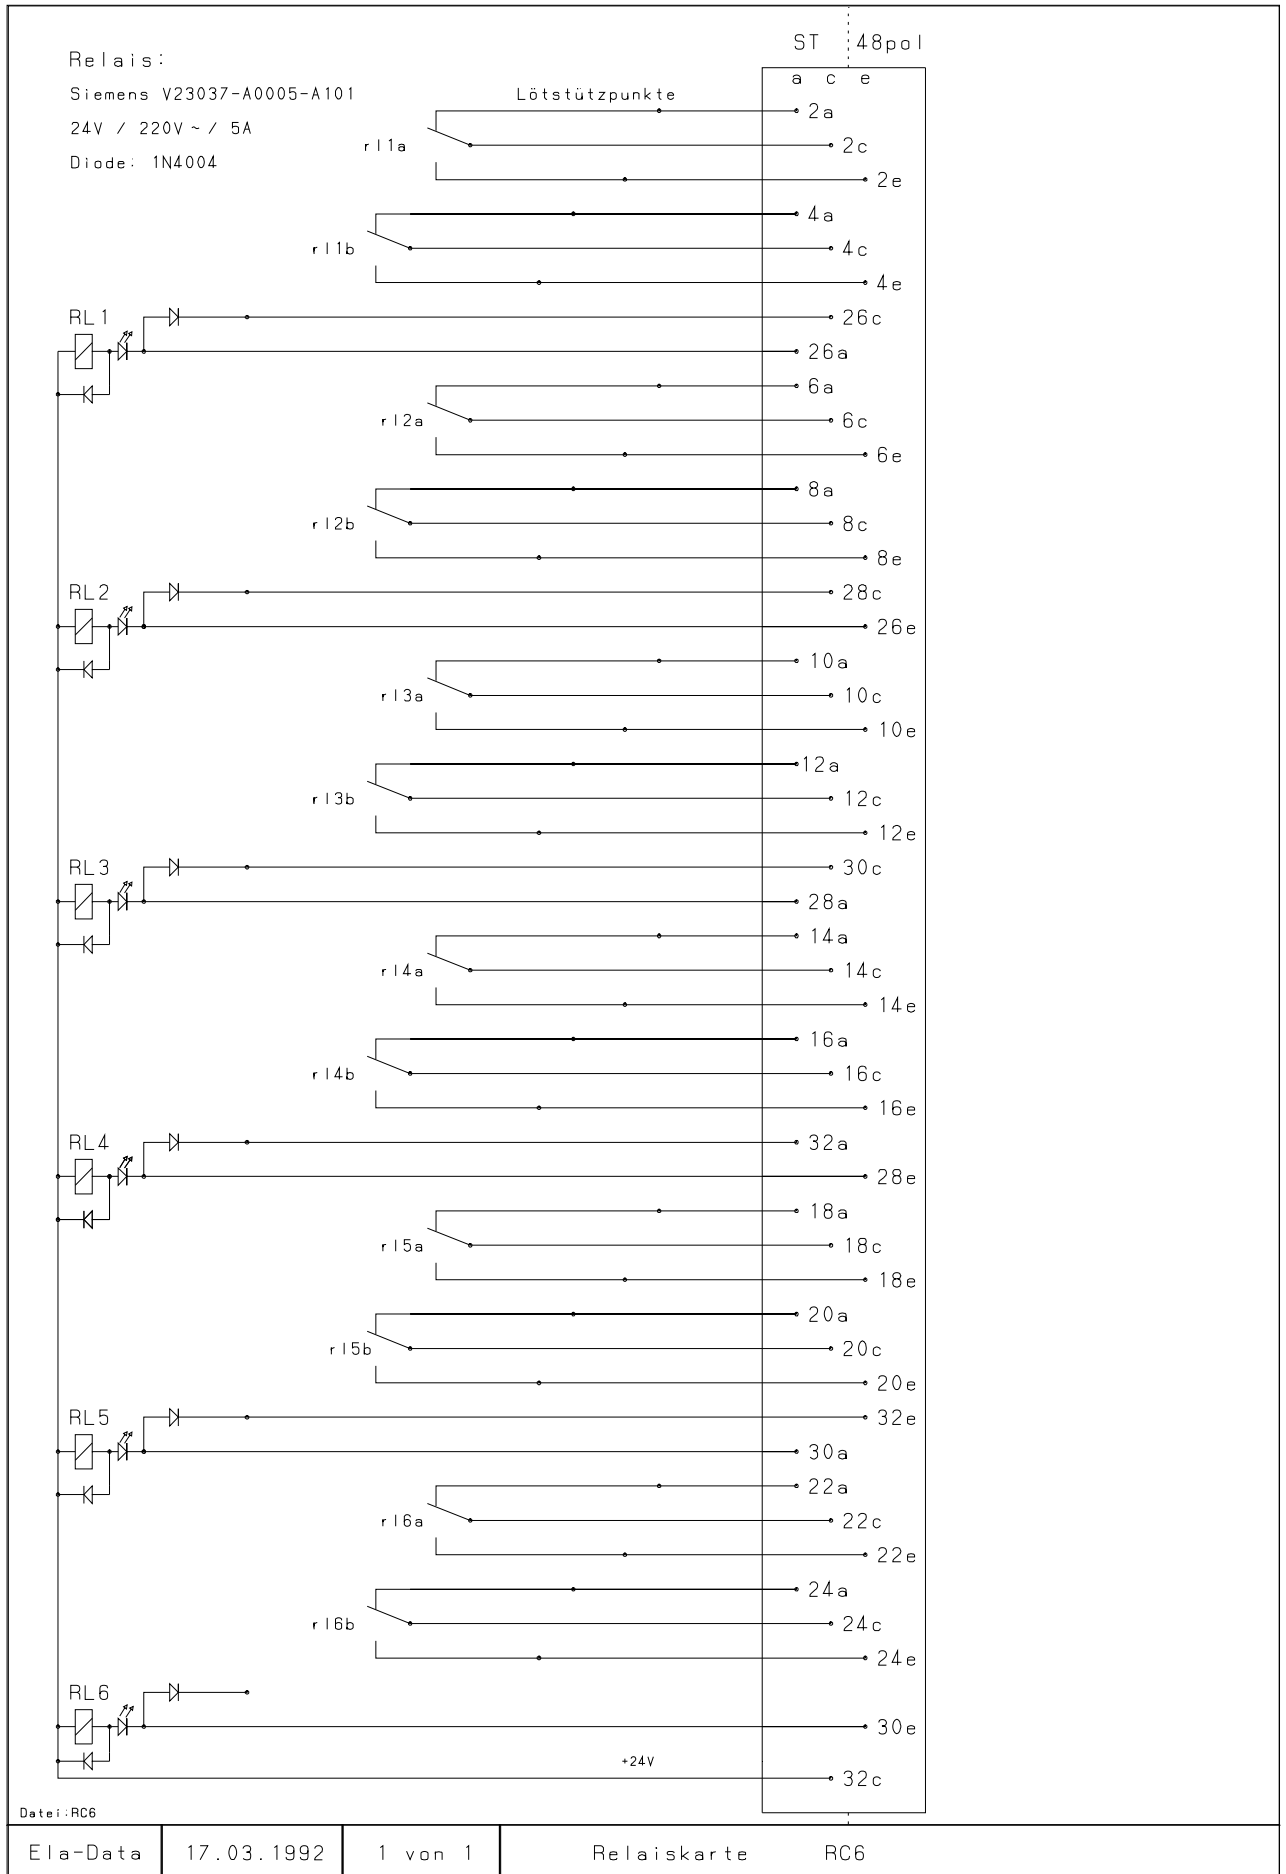 ST 48pol
Relais:
a c e
Siemens V23037-A0005-A101
Lötstützpunkte
2a
24V / 220V ~ / 5A
rl1a
2c
Diode: 1N4004
2e
4a
rl1b
4c
4e
RL1
26c
26a
6a
rl2a
6c
6e
8a
rl2b
8c
8e
RL2
28c
26e
10a
rl3a
10c
10e
12a
rl3b
12c
12e
RL3
30c
28a
14a
rl4a
14c
14e
16a
rl4b
16c
16e
RL4
32a
28e
18a
rl5a
18c
18e
20a
rl5b
20c
20e
RL5
32e
30a
22a
rl6a
22c
22e
24a
rl6b
24c
24e
RL6
30e
+24V
32c
Datei:RC6
Ela-Data 17.03.1992 1 von 1 Relaiskarte RC6